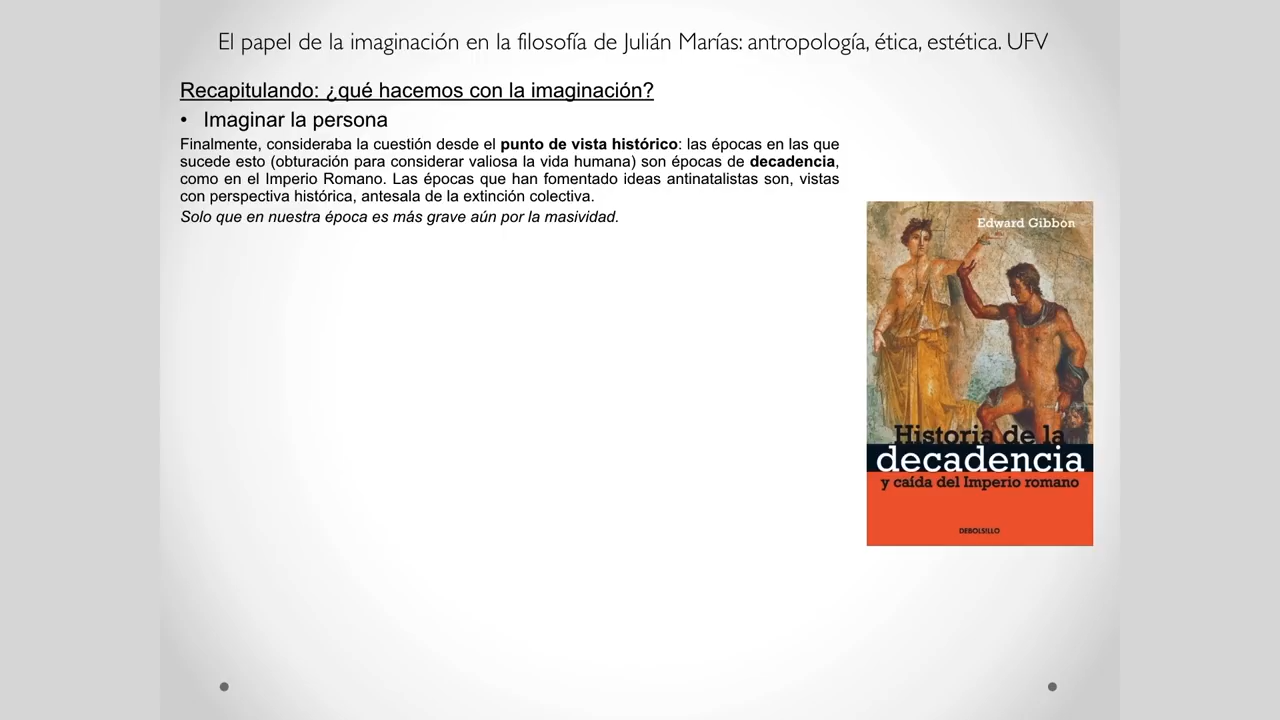 El papel de la imaginación en la filosofía de Julián Marías: antropología, ética, estética. UFV
Recapitulando: ¿qué hacemos con la imaginación?
• Imaginar la persona
Finalmente, consideraba la cuestión desde el punto de vista histórico: las épocas en las que
sucede esto (obturación para considerar valiosa la vida humana) son épocas de decadencia,
como en el Imperio Romano. Las épocas que han fomentado ideas antinatalistas son, vistas
con perspectiva histórica, antesala de la extinción colectiva.
Solo que en nuestra época es más grave aún por la masividad.
Edward Gibbon
Historia de la
decadencia
y caída del Imperio romano
DEBOLSILLO